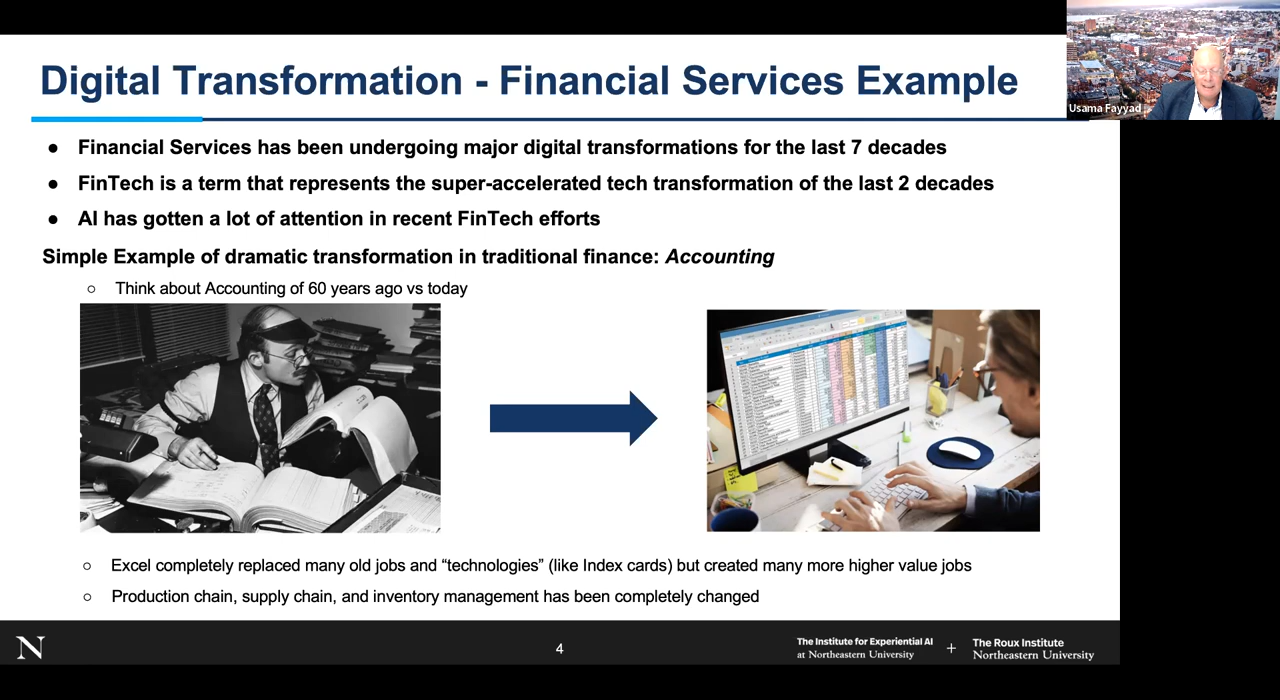 Digital Transformation - Financial Services Example
Usama Fayyad
● Financial Services has been undergoing major digital transformations for the last 7 decades
● FinTech is a term that represents the super-accelerated tech transformation of the last 2 decades
● AI has gotten a lot of attention in recent FinTech efforts
Simple Example of dramatic transformation in traditional finance: Accounting
○ Think about Accounting of 60 years ago vs today
○ Excel completely replaced many old jobs and “technologies” (like Index cards) but created many more higher value jobs
○ Production chain, supply chain, and inventory management has been completely changed
N
4
The Institute for Experiential AI
at Northeastern University
+
The Roux Institute
Northeastern University